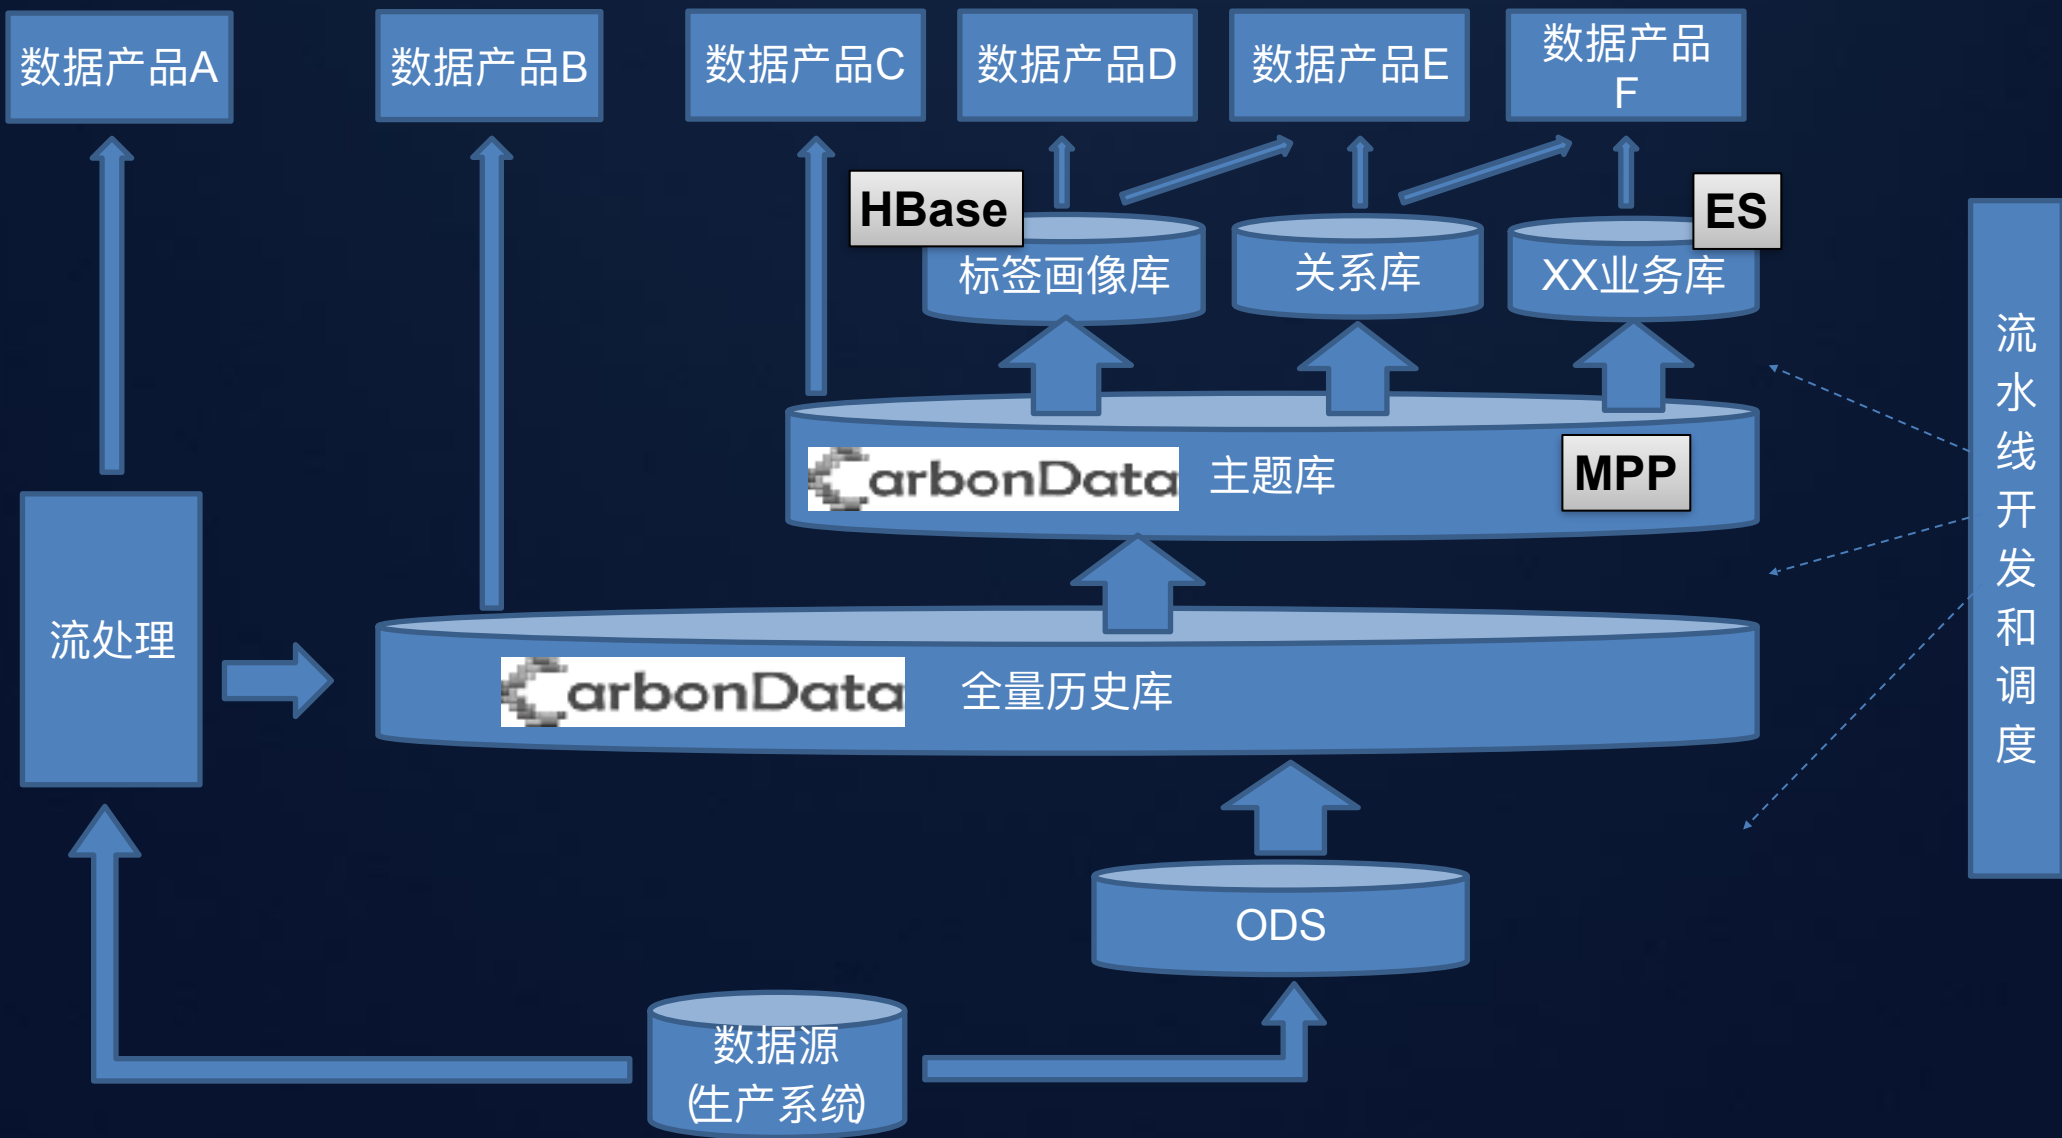 数据产品A
数据产品B
数据产品C
数据产品D
数据产品E
数据产品
F
HBase
ES
标签画像库
关系库
XX业务库
CarbonData
主题库
MPP
流处理
CarbonData
全量历史库
ODS
数据源
(生产系统)
流
水
线
开
发
和
调
度